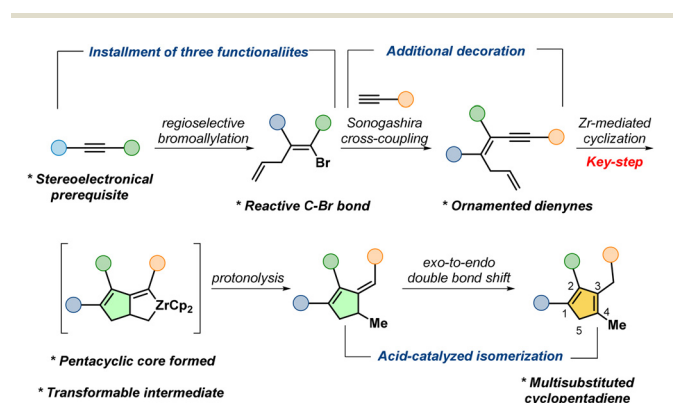 Installment of three functionaliites
Additional decoration
regioselective
bromoallylation
Br
Sonogashira
cross-coupling
Zr-mediated
cyclization
Key-step
* Stereoelectronical
prerequisite
* Reactive C-Br bond
* Ornamented dienynes
ZrCp2
protonolysis
Me
exo-to-endo
double bond shift
2
3
1
4
5
Me
* Pentacyclic core formed
Acid-catalyzed isomerization
* Transformable intermediate
* Multisubstituted
cyclopentadiene